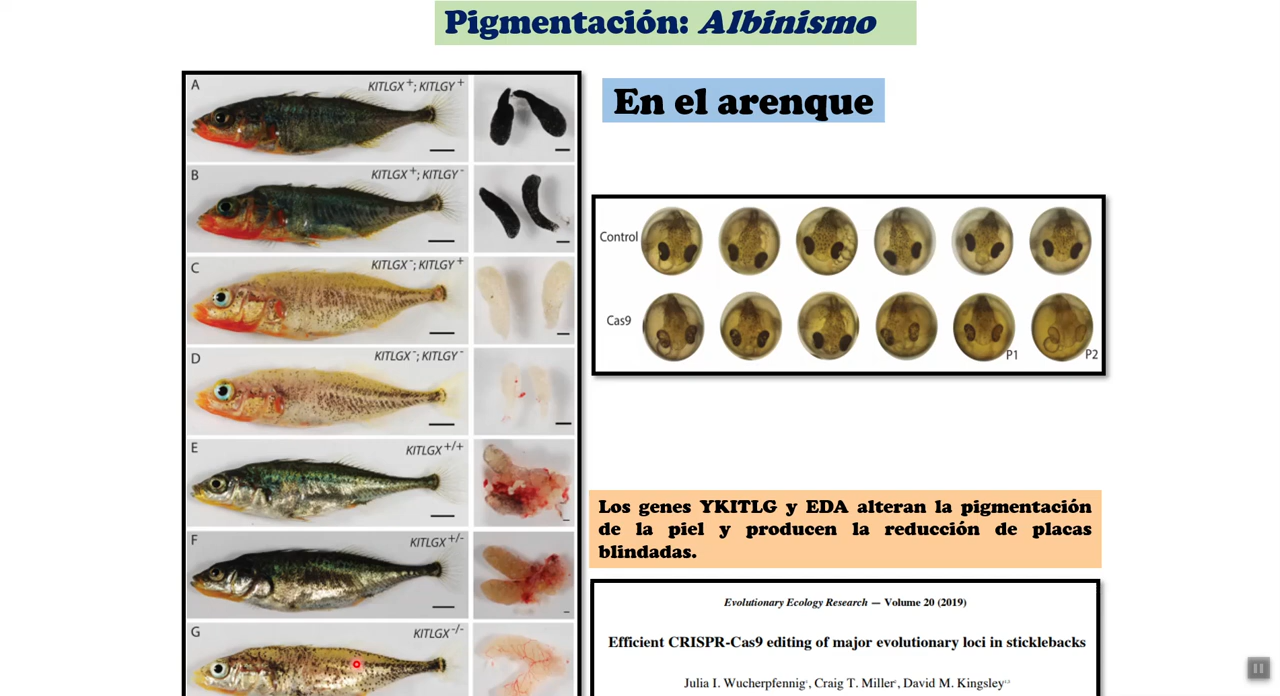 Pigmentación: Albinismo
A
KITLGX+; KITLGY+
B
KITLGX+; KITLGY-
C
KITLGX-; KITLGY+
D
KITLGX-; KITLGY-
E
KITLGX+/+
F
KITLGX+/-
G
KITLGX-/-
En el arenque
Control
Cas9
P1
P2
Los genes YKITLG y EDA alteran la pigmentación
de la piel y producen la reducción de placas
blindadas.
Evolutionary Ecology Research — Volume 20 (2019)
Efficient CRISPR-Cas9 editing of major evolutionary loci in sticklebacks
Julia I. Wucherpfennig, Craig T. Miller, David M. Kingsley